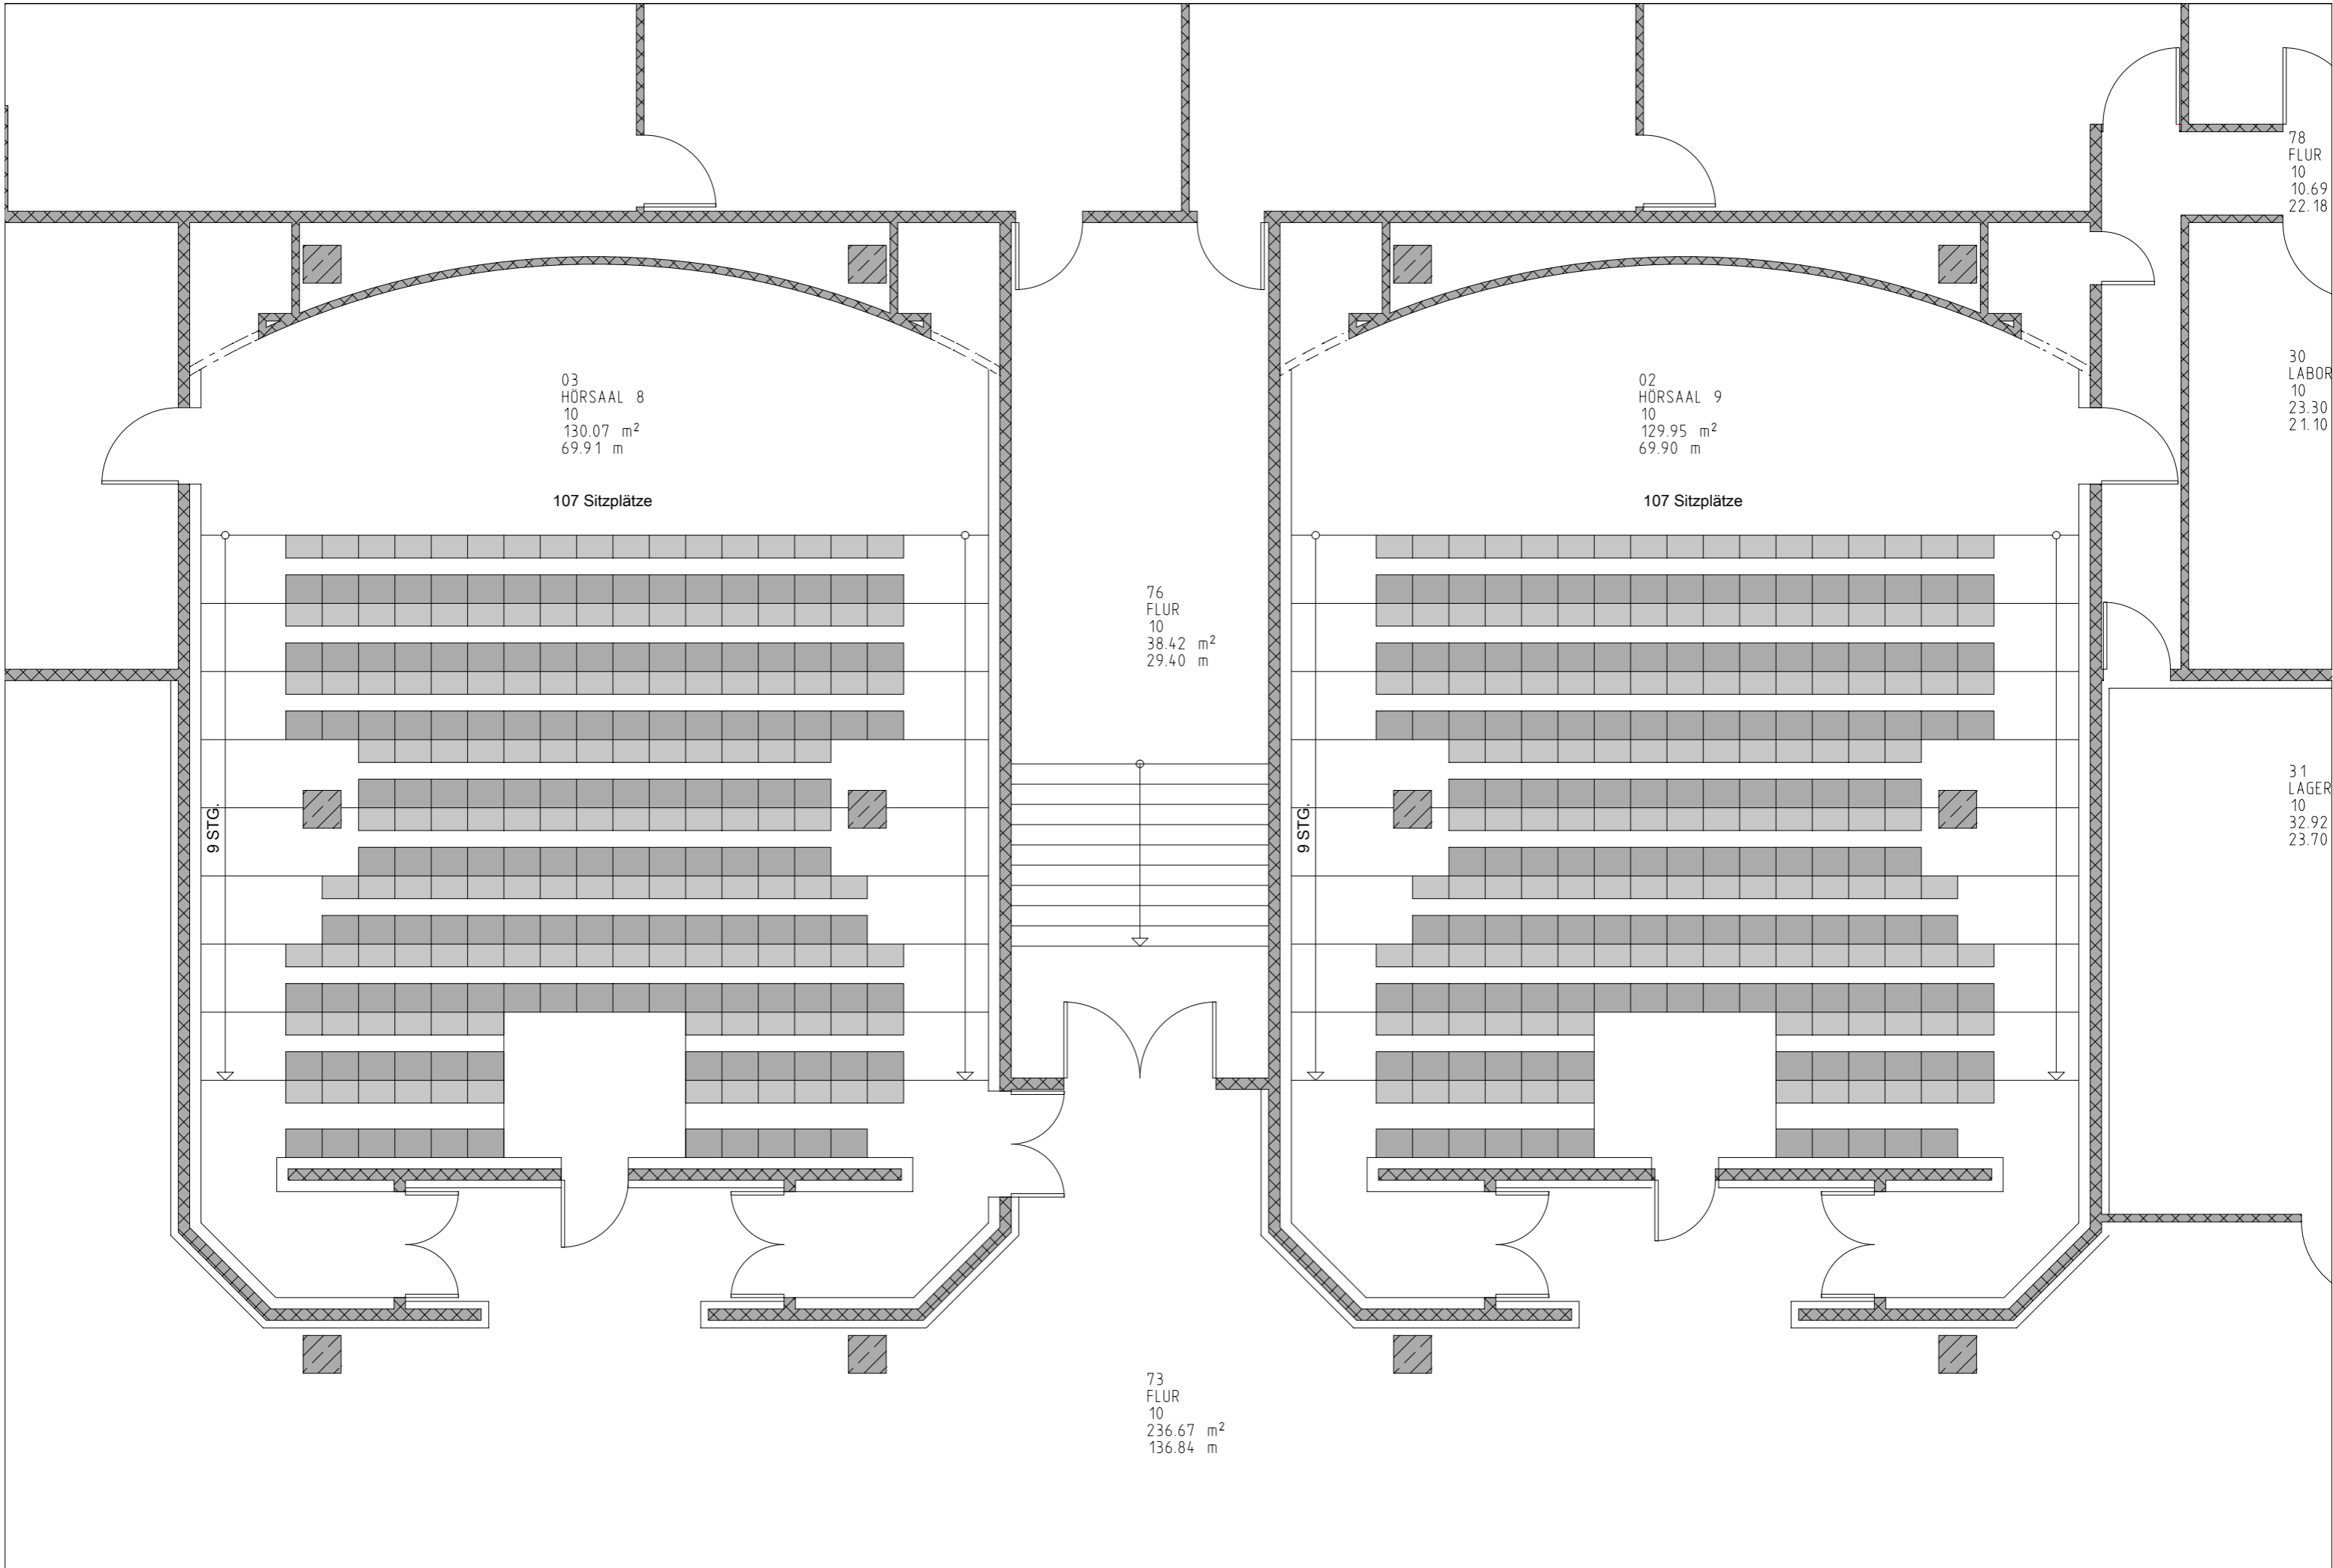 78
FLUR
10
10.69
22.18
03
HÖRSAAL 8
10
130.07 m²
69.91 m
107 Sitzplätze
02
HÖRSAAL 9
10
129.95 m²
69.90 m
107 Sitzplätze
30
LABOR
10
23.30
21.10
76
FLUR
10
38.42 m²
29.40 m
9 STG.
9 STG.
31
LAGER
10
32.92
23.70
73
FLUR
10
236.67 m²
136.84 m